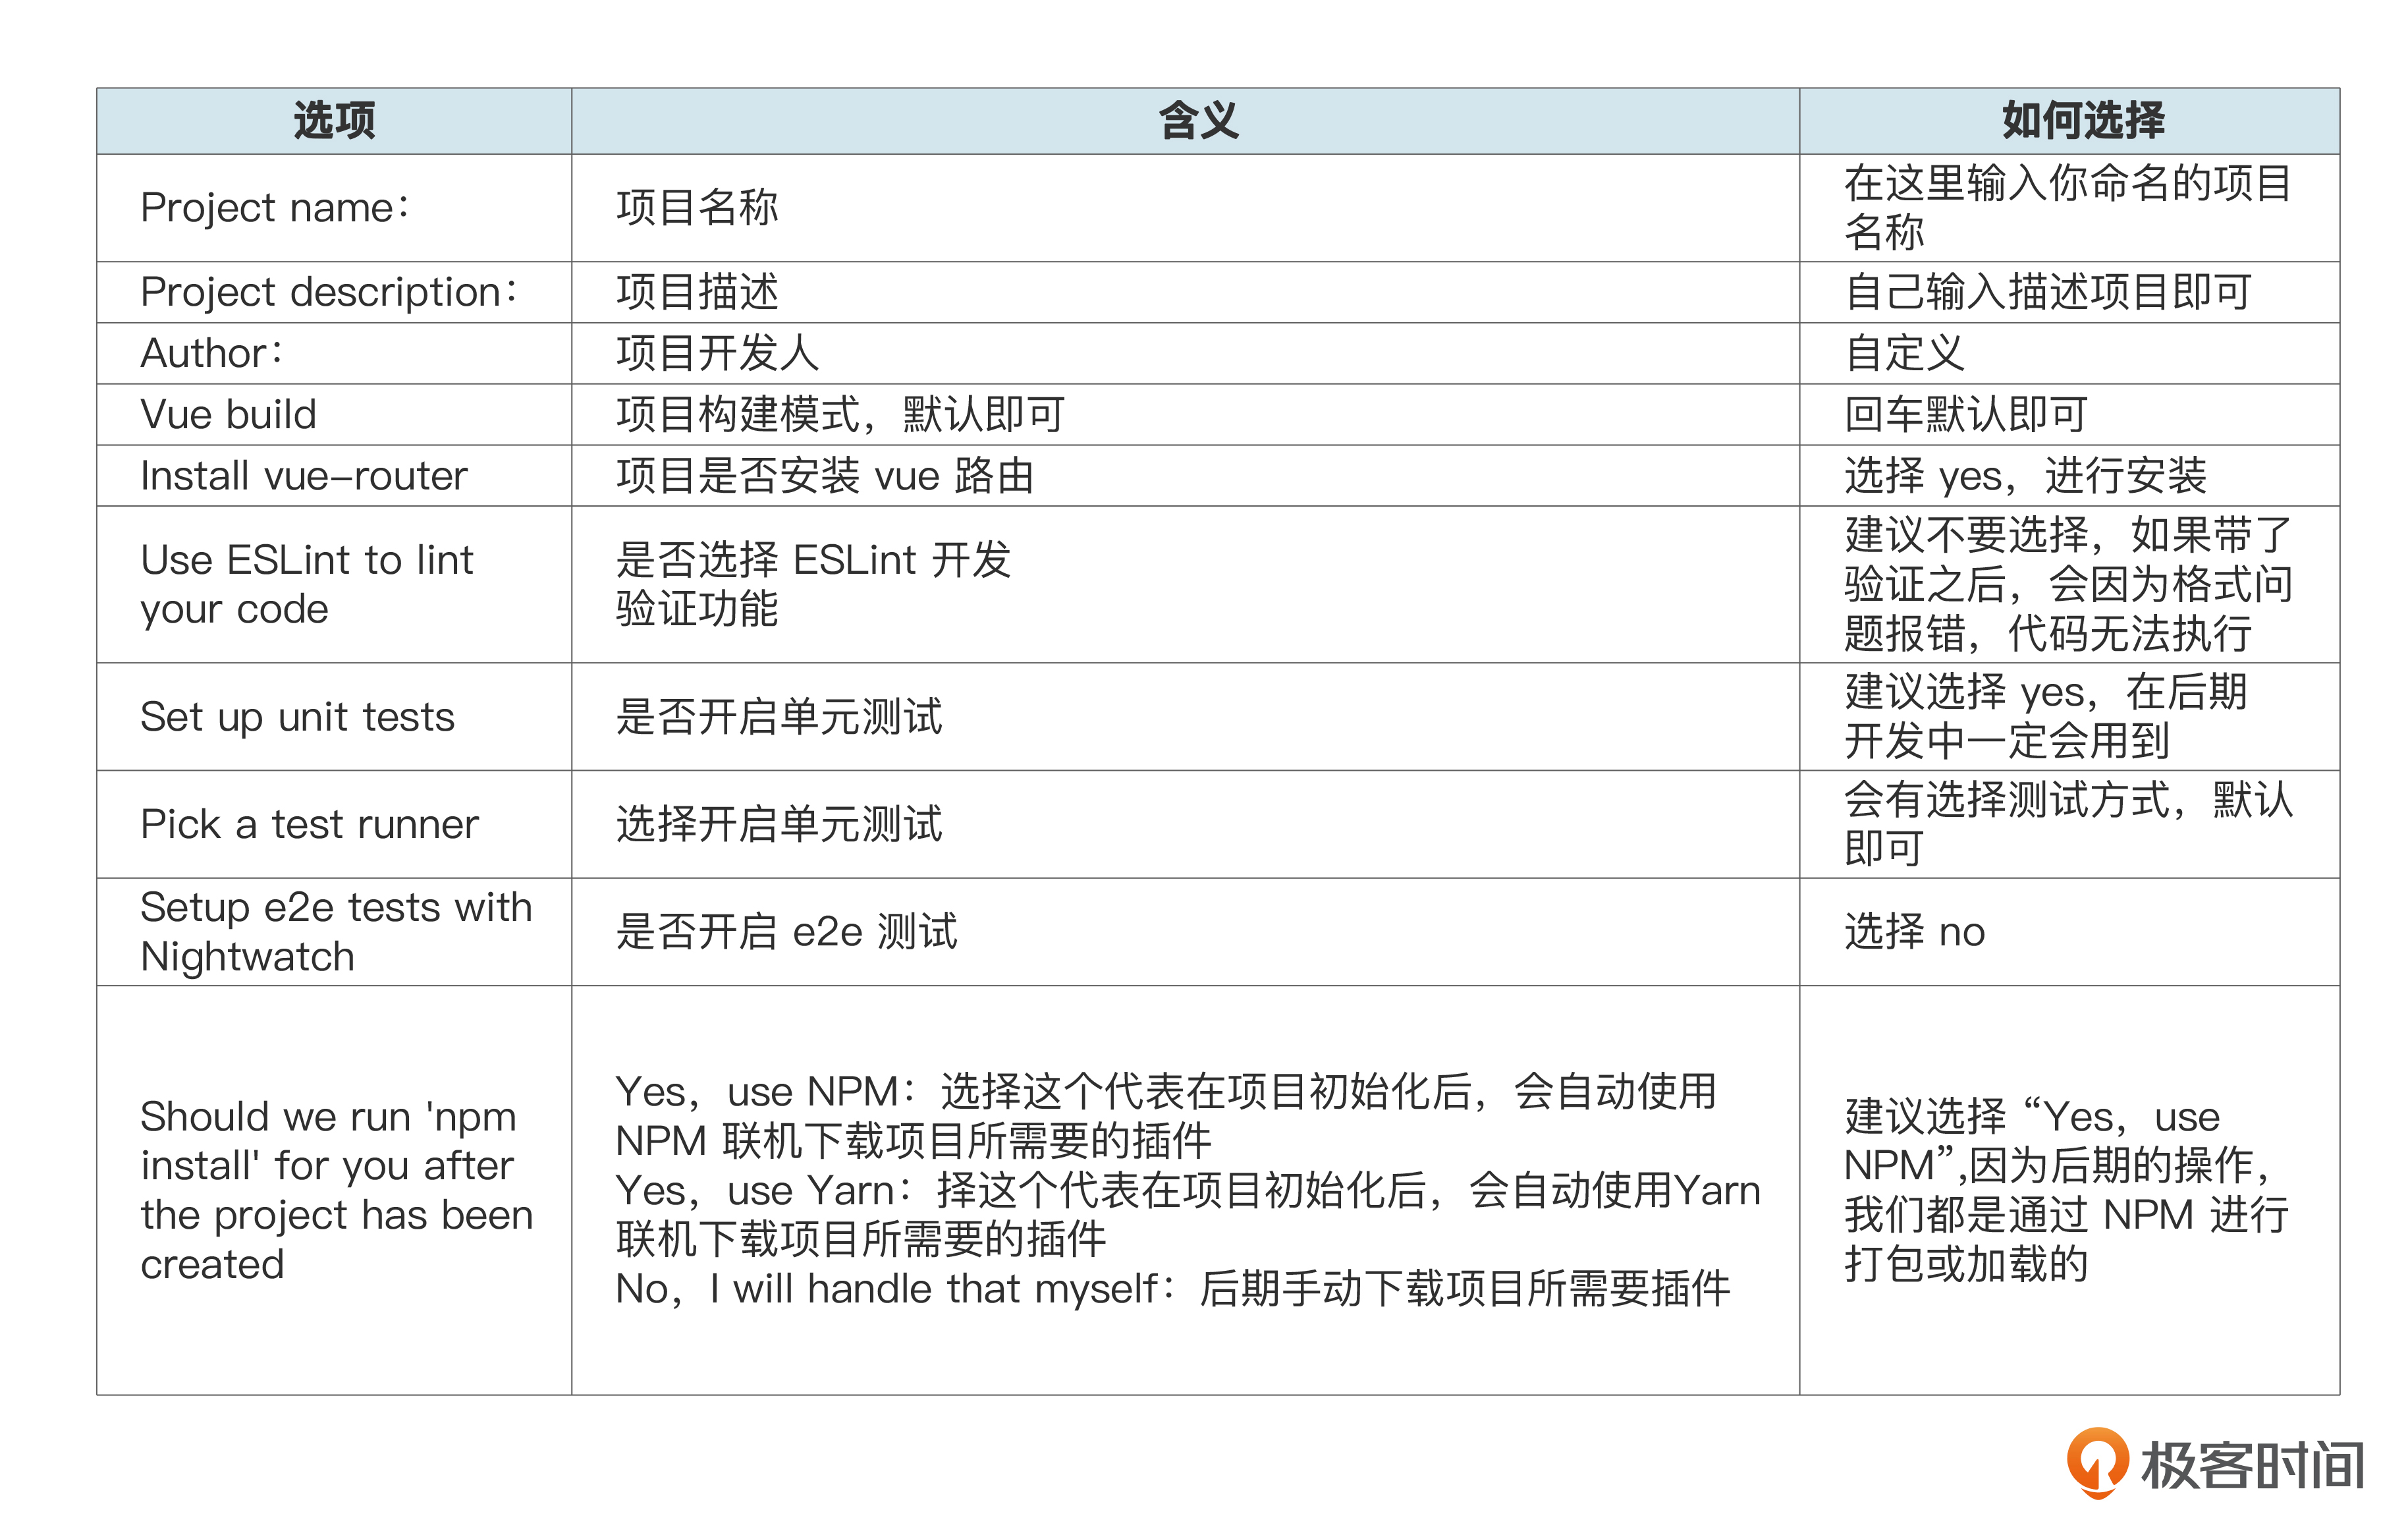 选项 含义 如何选择
Project name： 项目名称 在这里输入你命名的项目
名称
Project description： 项目描述 自己输入描述项目即可
Author： 项目开发人 自定义
Vue build 项目构建模式，默认即可 回车默认即可
Install vue-router 项目是否安装 vue 路由 选择 yes，进行安装
Use ESLint to lint
your code
是否选择 ESLint 开发
验证功能
建议不要选择，如果带了
验证之后，会因为格式问
题报错，代码无法执行
Set up unit tests 是否开启单元测试 建议选择 yes，在后期
开发中一定会用到
Pick a test runner 选择开启单元测试 会有选择测试方式，默认
即可
Setup e2e tests with
Nightwatch
是否开启 e2e 测试 选择 no
Should we run 'npm
install' for you after
the project has been
created
Yes，use NPM：选择这个代表在项目初始化后，会自动使用
NPM 联机下载项目所需要的插件
Yes，use Yarn：择这个代表在项目初始化后，会自动使用Yarn
联机下载项目所需要的插件
No，I will handle that myself：后期手动下载项目所需要插件
建议选择 “Yes，use
NPM”,因为后期的操作，
我们都是通过 NPM 进行
打包或加载的
极客时间